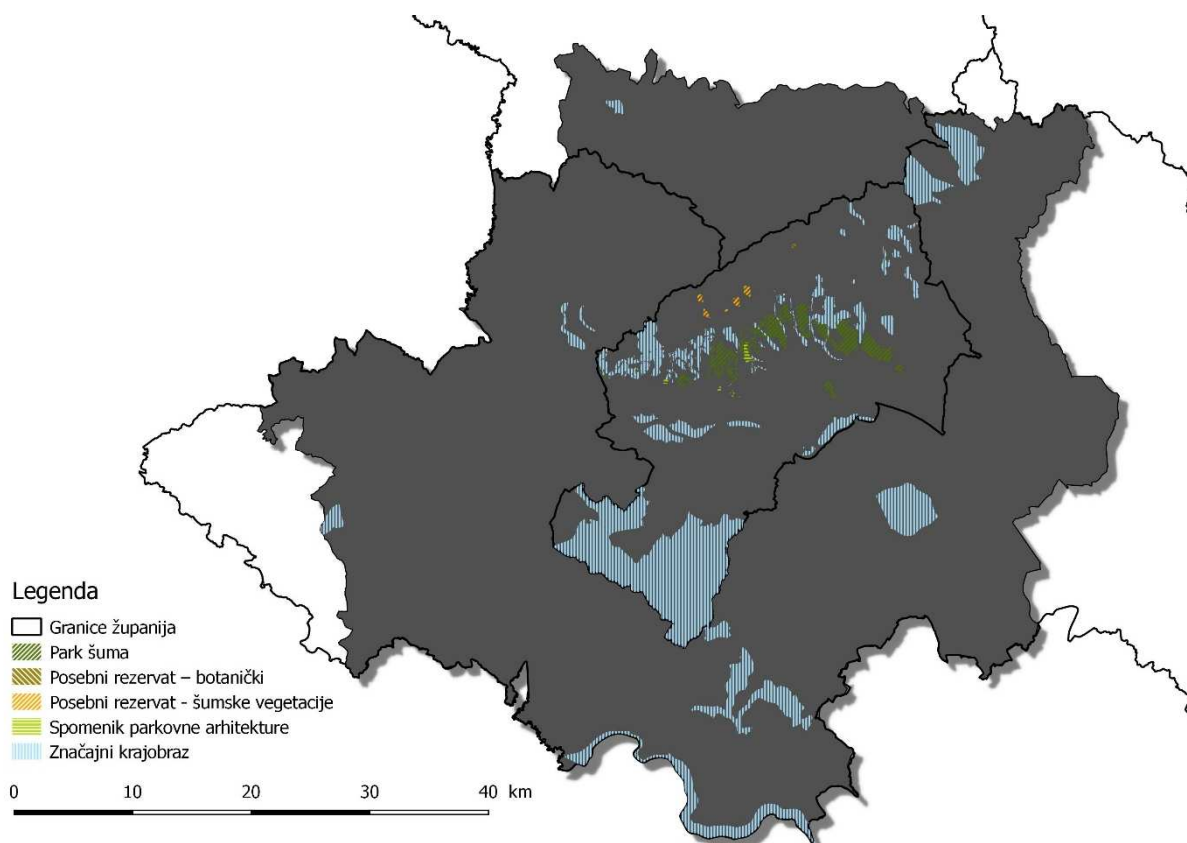 Legenda
Granice županija
Park šuma
Posebni rezervat – botanički
Posebni rezervat - šumske vegetacije
Spomenik parkovne arhitekture
Značajni krajobraz
0 10 20 30 40 km